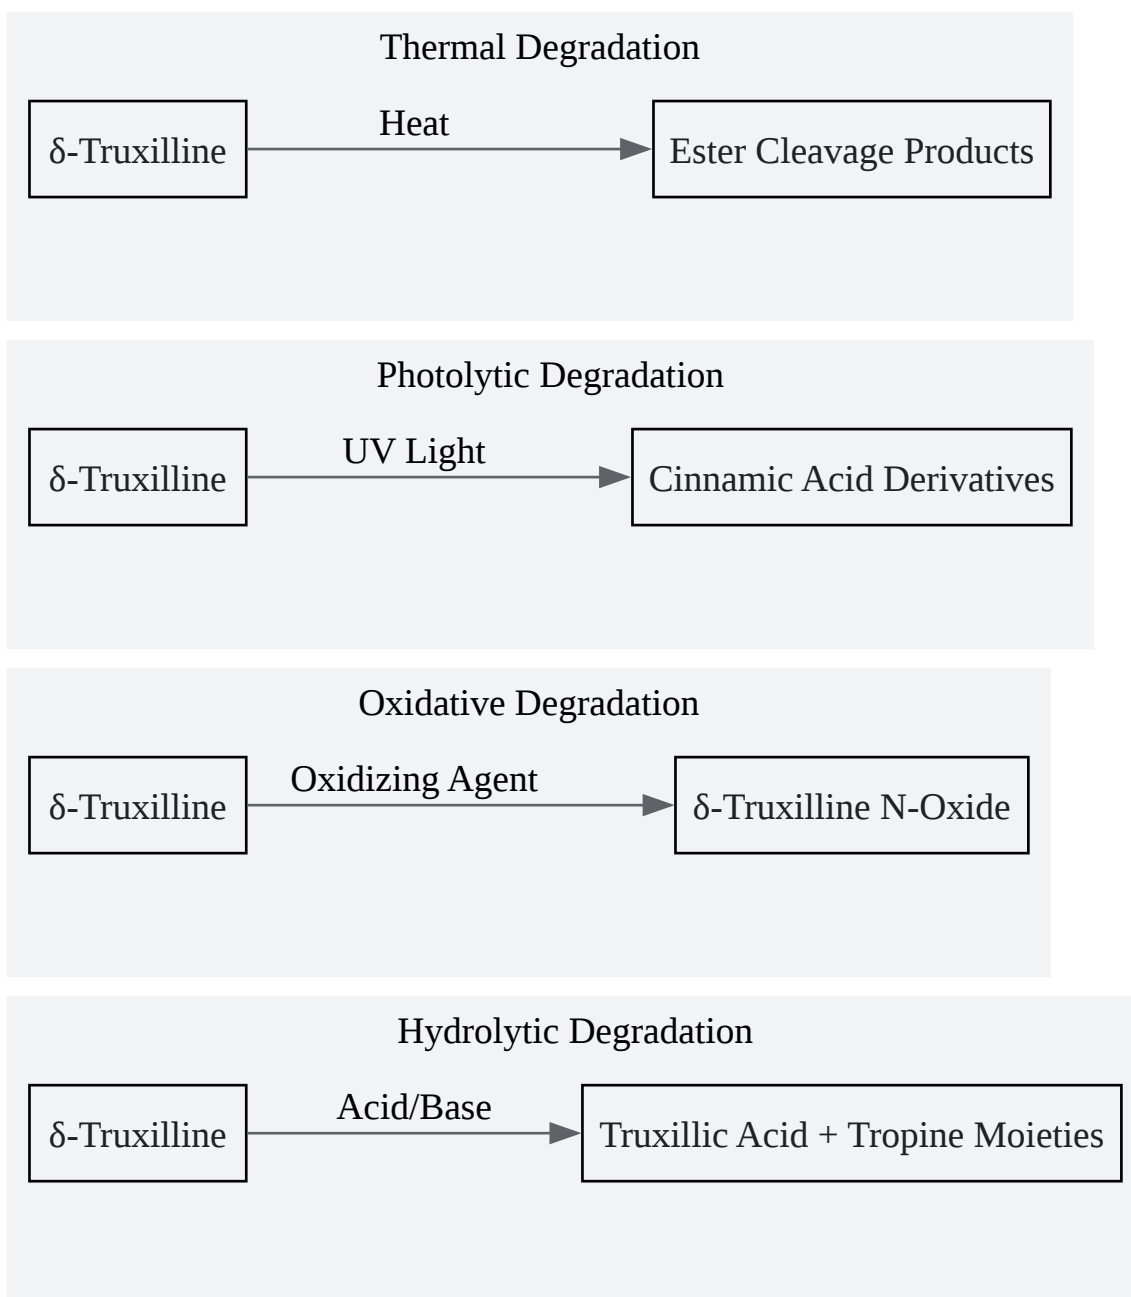 Thermal Degradation
Heat
δ-Truxilline
Ester Cleavage Products
Photolytic Degradation
UV Light
δ-Truxilline
Cinnamic Acid Derivatives
Oxidative Degradation
Oxidizing Agent
δ-Truxilline
δ-Truxilline N-Oxide
Hydrolytic Degradation
Acid/Base
δ-Truxilline
Truxillic Acid + Tropine Moieties